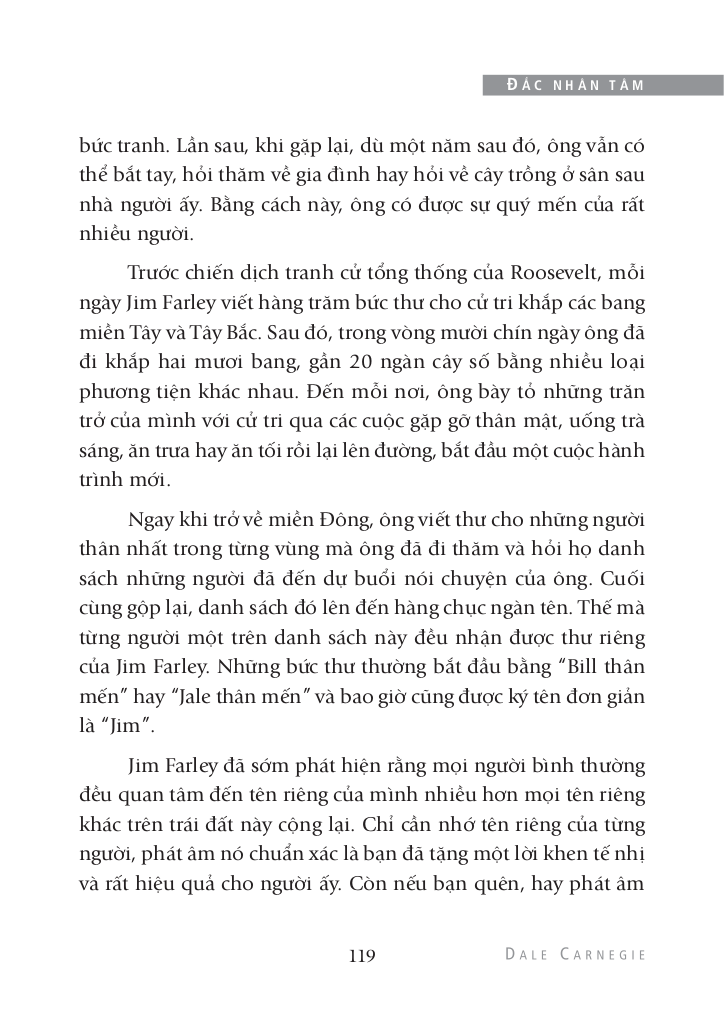 ĐẮC NHÂN TÂM
bức tranh. Lần sau, khi gặp lại, dù một năm sau đó, ông vẫn có
thể bắt tay, hỏi thăm về gia đình hay hỏi về cây trồng ở sân sau
nhà người ấy. Bằng cách này, ông có được sự quý mến của rất
nhiều người.
Trước chiến dịch tranh cử tổng thống của Roosevelt, mỗi
ngày Jim Farley viết hàng trăm bức thư cho cử tri khắp các bang
miền Tây và Tây Bắc. Sau đó, trong vòng mười chín ngày ông đã
đi khắp hai mươi bang, gần 20 ngàn cây số bằng nhiều loại
phương tiện khác nhau. Đến mỗi nơi, ông bày tỏ những trăn
trở của mình với cử tri qua các cuộc gặp gỡ thân mật, uống trà
sáng, ăn trưa hay ăn tối rồi lại lên đường, bắt đầu một cuộc hành
trình mới.
Ngay khi trở về miền Đông, ông viết thư cho những người
thân nhất trong từng vùng mà ông đã đi thăm và hỏi họ danh
sách những người đã đến dự buổi nói chuyện của ông. Cuối
cùng gộp lại, danh sách đó lên đến hàng chục ngàn tên. Thế mà
từng người một trên danh sách này đều nhận được thư riêng
của Jim Farley. Những bức thư thường bắt đầu bằng “Bill thân
mến” hay “Jale thân mến” và bao giờ cũng được ký tên đơn giản
là “Jim”.
Jim Farley đã sớm phát hiện rằng mọi người bình thường
đều quan tâm đến tên riêng của mình nhiều hơn mọi tên riêng
khác trên trái đất này cộng lại. Chỉ cần nhớ tên riêng của từng
người, phát âm nó chuẩn xác là bạn đã tặng một lời khen tế nhị
và rất hiệu quả cho người ấy. Còn nếu bạn quên, hay phát âm
119
DALE CARNEGIE